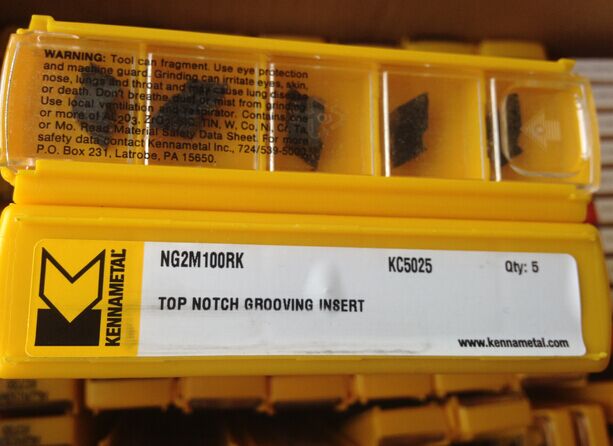 WARNING: Tool can fragment. Use eye protection
and machine guard. Grinding can irritate eyes, skin,
nose, lungs and throat and may cause lung disease
or death. Don't breathe dust or mist from grinding
Use local ventilation and respirator. Contains one
or more of Al2O3, TiN, W, Co, Ni, Cr, Ta,
or Mo. Read Material Safety Data Sheet. For more
safety data contact Kennametal Inc., 724/539-5000
P.O. Box 231, Latrobe, PA 15650.
KENNAMETAL
NG2M100RK KC5025 Qty: 5
TOP NOTCH GROOVING INSERT
www.kennametal.com